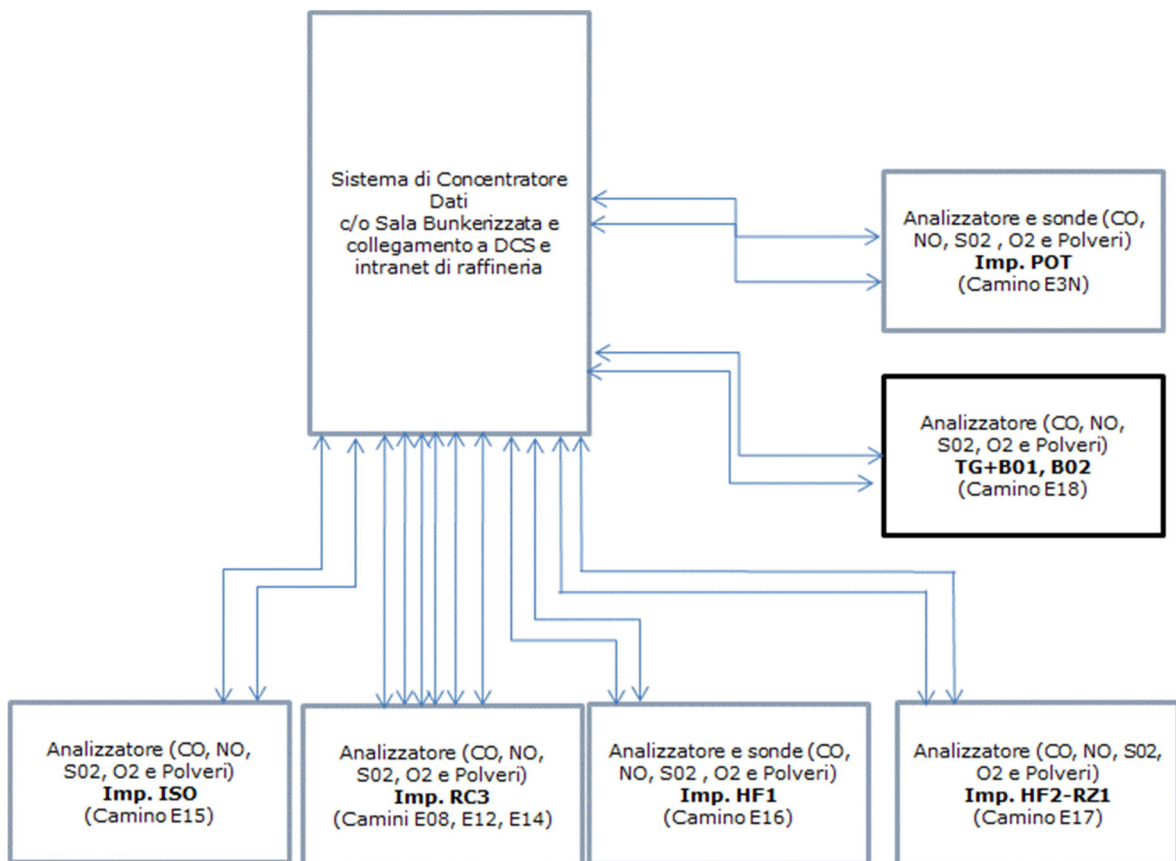 Sistema di Concentratore
Dati
c/o Sala Bunkerizzata e
collegamento a DCS e
intranet di raffineria
Analizzatore e sonde (CO,
NO, S02 , O2 e Polveri)
Imp. POT
(Camino E3N)
Analizzatore (CO, NO,
S02, O2 e Polveri)
TG+B01, B02
(Camino E18)
Analizzatore (CO, NO,
S02, O2 e Polveri)
Imp. ISO
(Camino E15)
Analizzatore (CO, NO,
S02, O2 e Polveri)
Imp. RC3
(Camini E08, E12, E14)
Analizzatore e sonde (CO,
NO, S02 , O2 e Polveri)
Imp. HF1
(Camino E16)
Analizzatore (CO, NO, S02,
O2 e Polveri)
Imp. HF2-RZ1
(Camino E17)